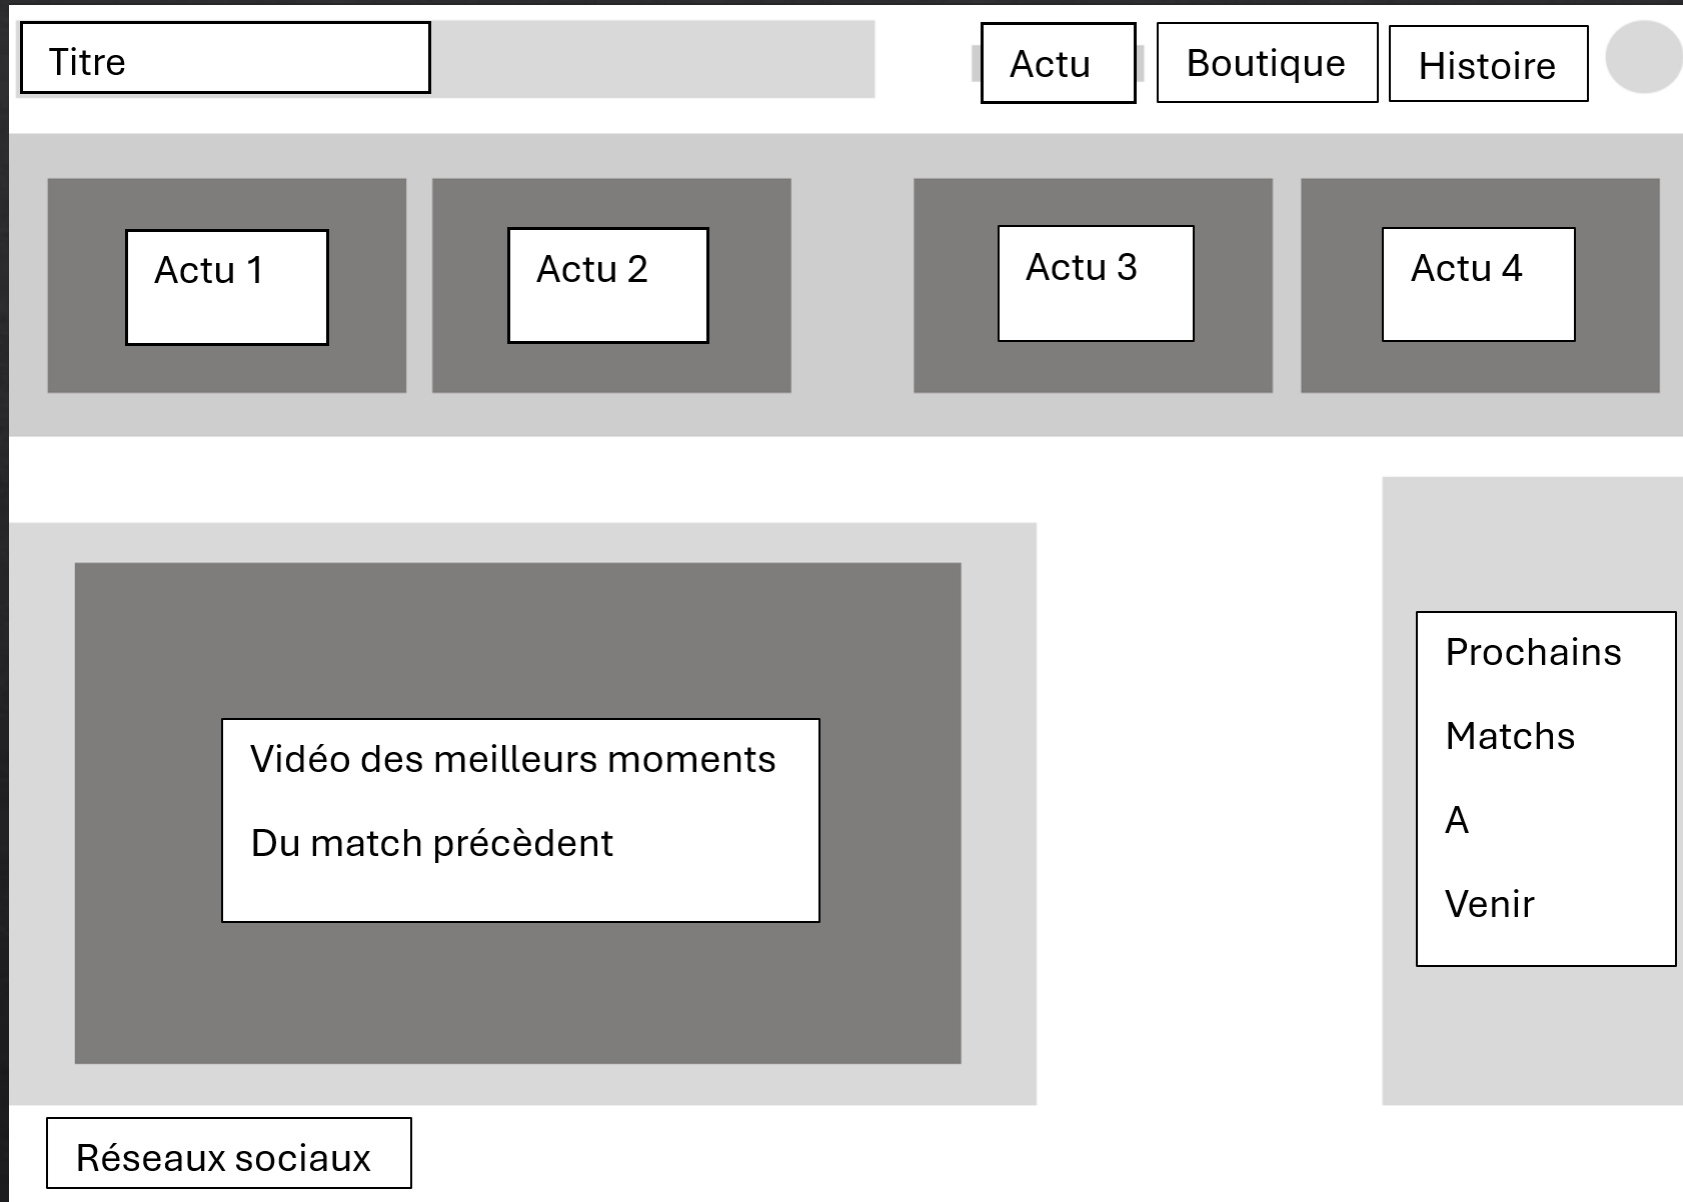 Titre
Actu
Boutique
Histoire
Actu 1
Actu 2
Actu 3
Actu 4
Vidéo des meilleurs moments
Du match précèdent
Prochains
Matchs
A
Venir
Réseaux sociaux